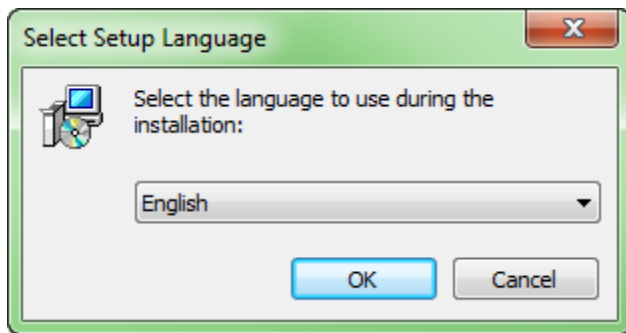 Select Setup Language
Select the language to use during the
installation:
English
OK
Cancel